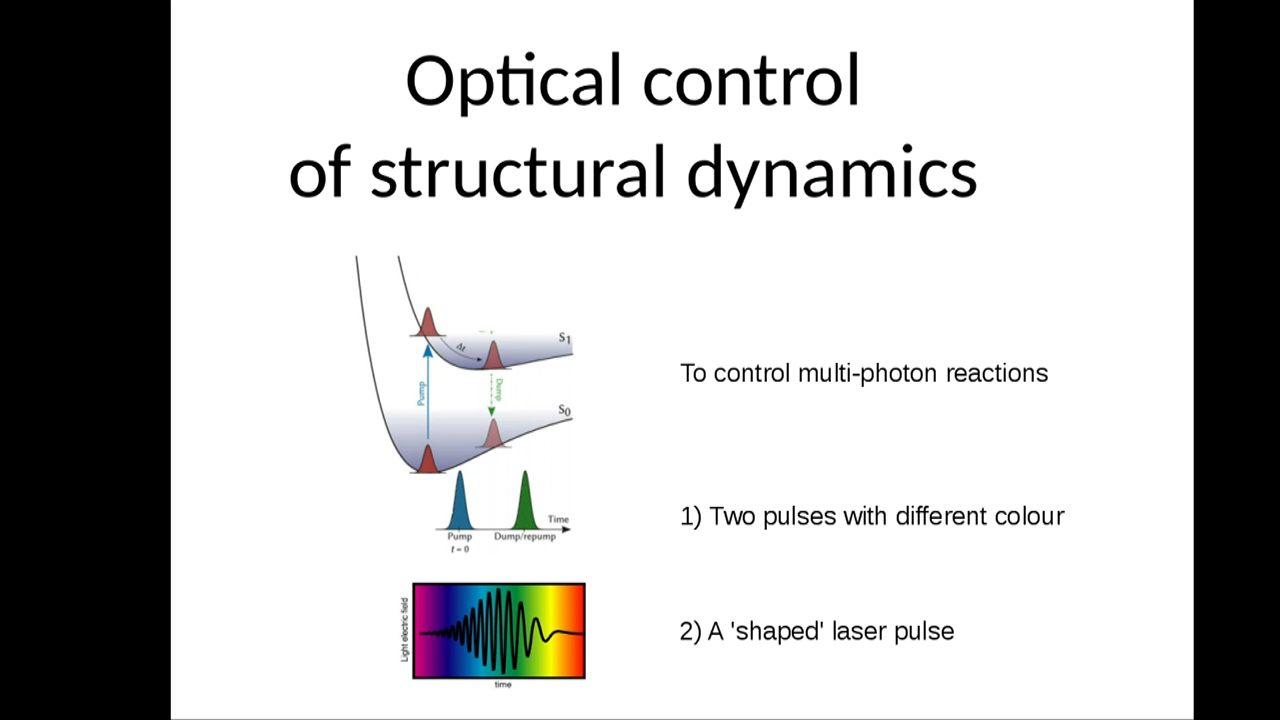 Optical control
of structural dynamics
S1
Δt
Pump
Dump
S0
To control multi-photon reactions
Time
Pump
Dump/repump
t = 0
1) Two pulses with different colour
Light electric field
time
2) A 'shaped' laser pulse